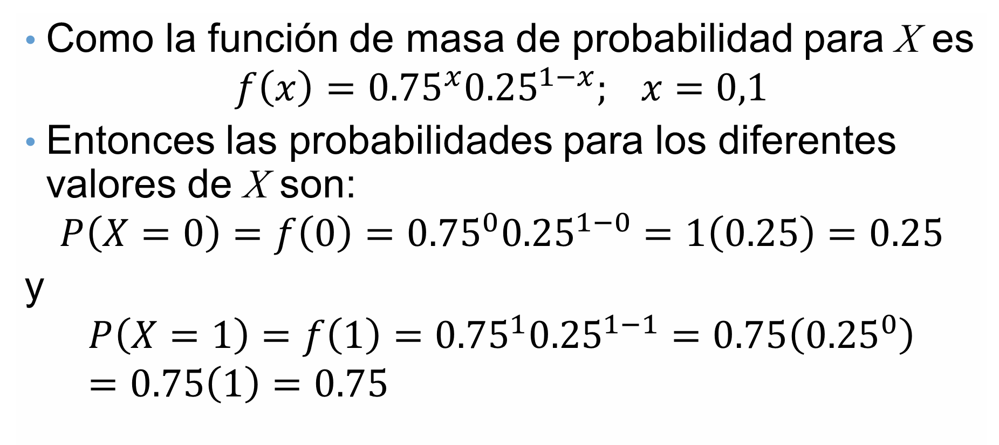 • Como la función de masa de probabilidad para X es
f(x) = 0.75^x 0.25^{1−x}; x = 0,1
• Entonces las probabilidades para los diferentes
valores de X son:
P(X = 0) = f(0) = 0.75^0 0.25^{1−0} = 1(0.25) = 0.25
y
P(X = 1) = f(1) = 0.75^1 0.25^{1−1} = 0.75(0.25^0)
= 0.75(1) = 0.75